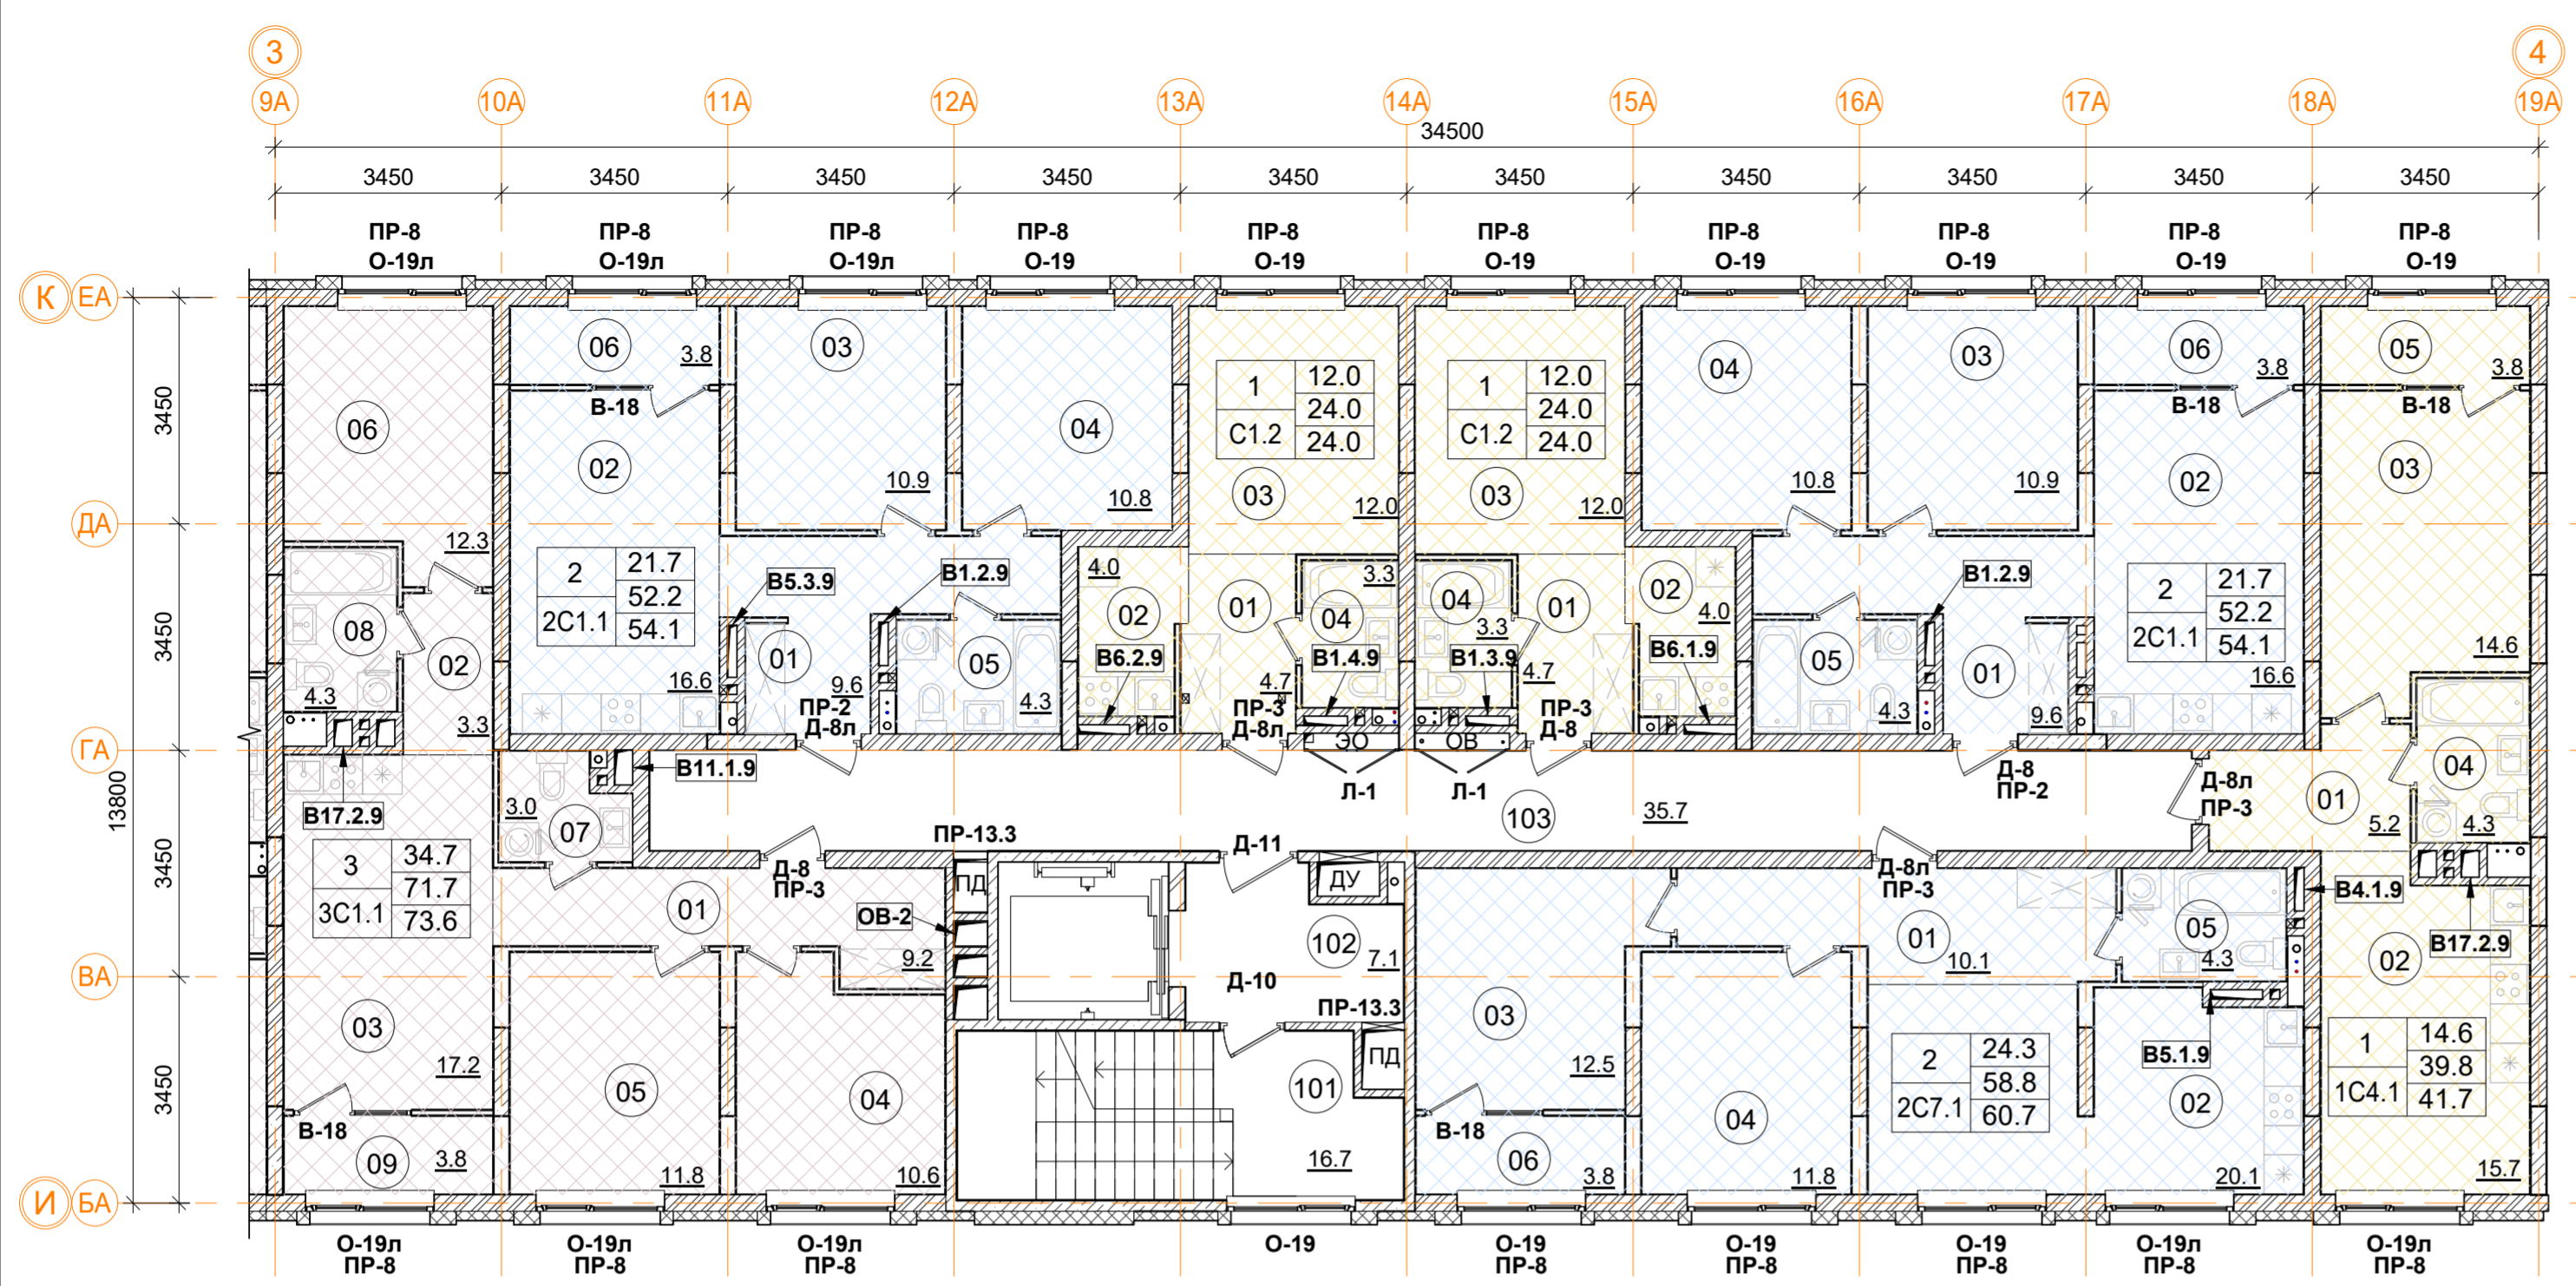 3
4
9А
10А
11А
12А
13А
14А
15А
16А
17А
18А
19А
34500
3450
3450
3450
3450
3450
3450
3450
3450
3450
3450
ПР-8
ПР-8
ПР-8
ПР-8
ПР-8
ПР-8
ПР-8
ПР-8
ПР-8
ПР-8
О-19л
О-19л
О-19л
О-19
О-19
О-19
О-19
О-19
О-19
О-19
К
ЕА
ДА
ГА
ВА
И
БА
13800
3450
3450
3450
3450
06
12.3
08
4.3
02
3.3
В17.2.9
3
34.7
71.7
3С1.1
73.6
03
17.2
В-18
09
3.8
07
3.0
В11.1.9
01
9.2
05
11.8
04
10.6
Д-8
ПР-3
ОВ-2
06
3.8
В-18
02
2
21.7
52.2
2С1.1
54.1
16.6
03
10.9
04
10.8
В5.3.9
В1.2.9
01
9.6
ПР-2
Д-8л
05
4.3
1
12.0
24.0
С1.2
24.0
03
12.0
4.0
02
В6.2.9
01
4.7
ПР-3
Д-8л
3.3
04
В1.4.9
ЭО
Л-1
1
12.0
24.0
С1.2
24.0
03
12.0
04
3.3
В1.3.9
ОВ
Л-1
01
4.7
ПР-3
Д-8
02
4.0
В6.1.9
04
10.8
03
10.9
05
4.3
В1.2.9
01
9.6
Д-8
ПР-2
06
3.8
В-18
02
2
21.7
52.2
2С1.1
54.1
16.6
05
3.8
В-18
03
14.6
04
4.3
01
5.2
Д-8л
ПР-3
В17.2.9
02
1
14.6
39.8
1С4.1
41.7
15.7
103
35.7
ПР-13.3
Д-11
ПД
ДУ
102
7.1
Д-10
ПР-13.3
ПД
101
16.7
03
12.5
В-18
06
3.8
04
11.8
Д-8л
ПР-3
01
10.1
05
4.3
В4.1.9
В5.1.9
2
24.3
58.8
2С7.1
60.7
02
20.1
О-19л
О-19л
О-19л
О-19
О-19
О-19
О-19
О-19л
О-19л
ПР-8
ПР-8
ПР-8
ПР-8
ПР-8
ПР-8
ПР-8
ПР-8